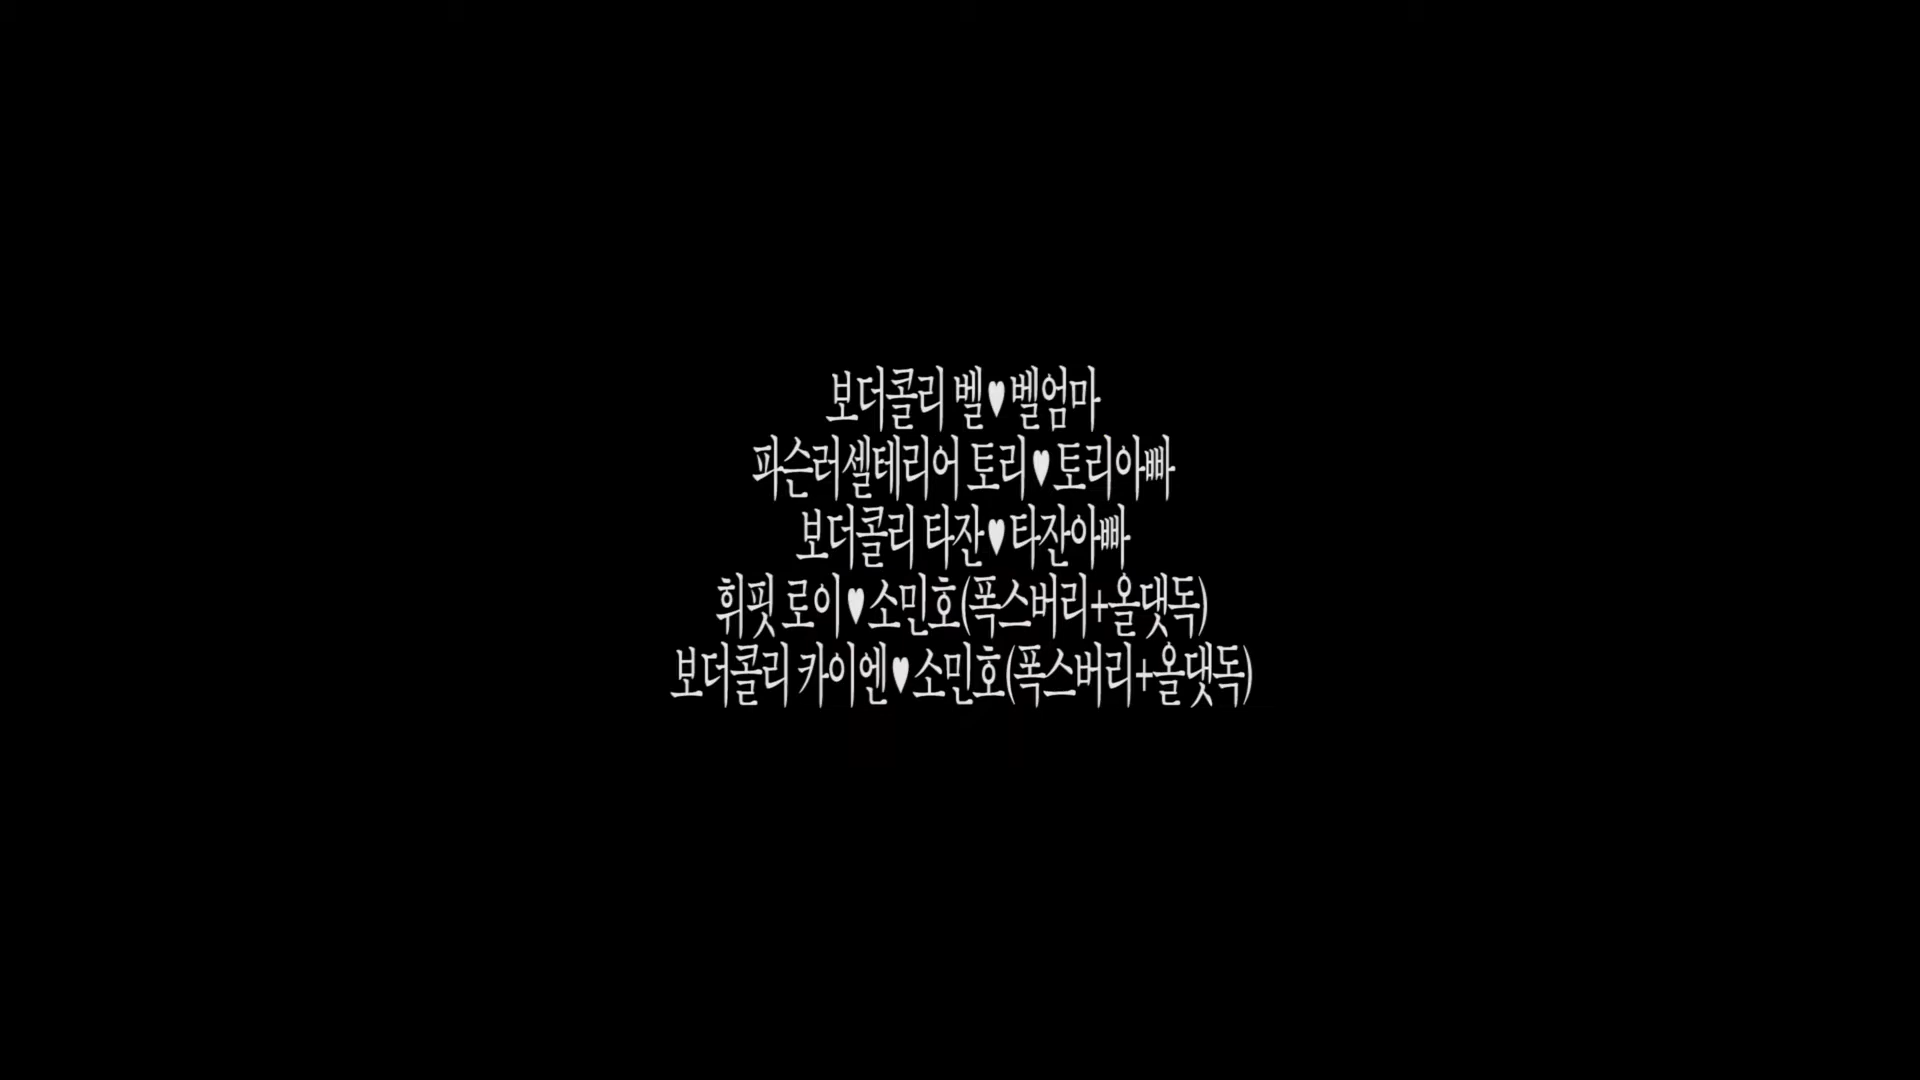 보더콜리 벨♥벨엄마
파슨러셀테리어 토리♥토리아빠
보더콜리 타잔♥타잔아빠
휘핏 로이♥소민호(폭스버리+올댓독)
보더콜리 카이엔♥소민호(폭스버리+올댓독)